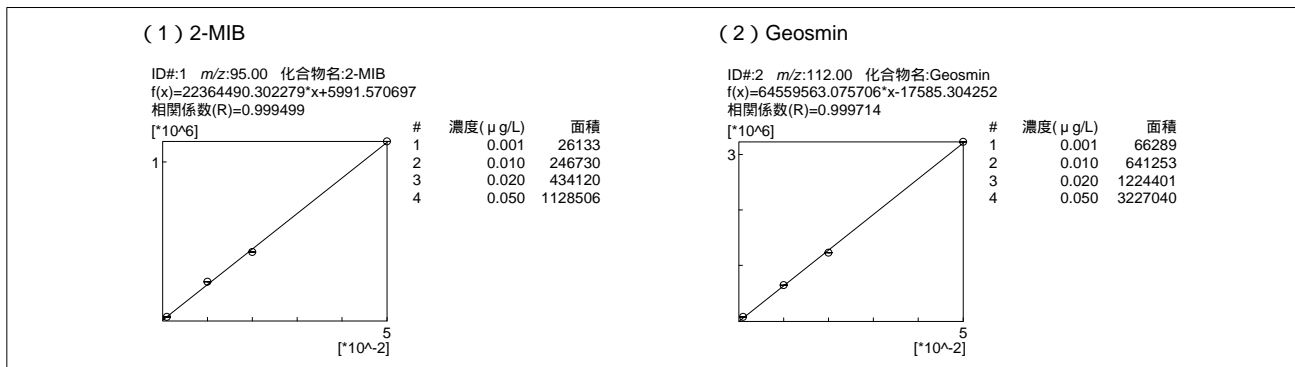 (1) 2-MIB
ID#:1 m/z:95.00 化合物名:2-MIB
f(x)=22364490.302279*x+5991.570697
相関係数(R)=0.999499
[*10^6]
1
5
[*10^-2]
# 濃度(μg/L) 面積
1 0.001 26133
2 0.010 246730
3 0.020 434120
4 0.050 1128506
(2) Geosmin
ID#:2 m/z:112.00 化合物名:Geosmin
f(x)=64559563.075706*x-17585.304252
相関係数(R)=0.999714
[*10^6]
3
5
[*10^-2]
# 濃度(μg/L) 面積
1 0.001 66289
2 0.010 641253
3 0.020 1224401
4 0.050 3227040